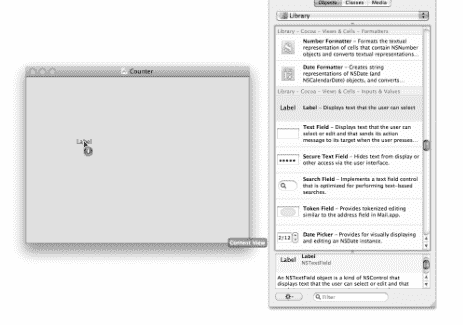 Counter
Label
Content View
Objects Classes Media
Library
Library - Cocoa - Views & Cells - Formatters
Number Formatter - Formats the textual
representation of cells that contain NSNumber
objects and converts textual representations...
Date Formatter - Creates string
representations of NSDate (and
NSCalendarDate) objects, and converts...
Library - Cocoa - Views & Cells - Inputs & Values
Label Label - Displays text that the user can select
Text Field - Displays text that the user can
select or edit and that sends its action
message to its target when the user presses...
Secure Text Field - Hides text from display or
other access via the user interface.
Search Field - Implements a text field control
that is optimized for performing text-based
searches.
Token Field - Provides tokenized editing
similar to the address field in Mail.app.
2/12 Date Picker - Provides for visually displaying
and editing an NSDate instance.
Label Label
NSTextField
An NSTextField object is a kind of NSControl that
displays text that the user can select or edit and that
Filter